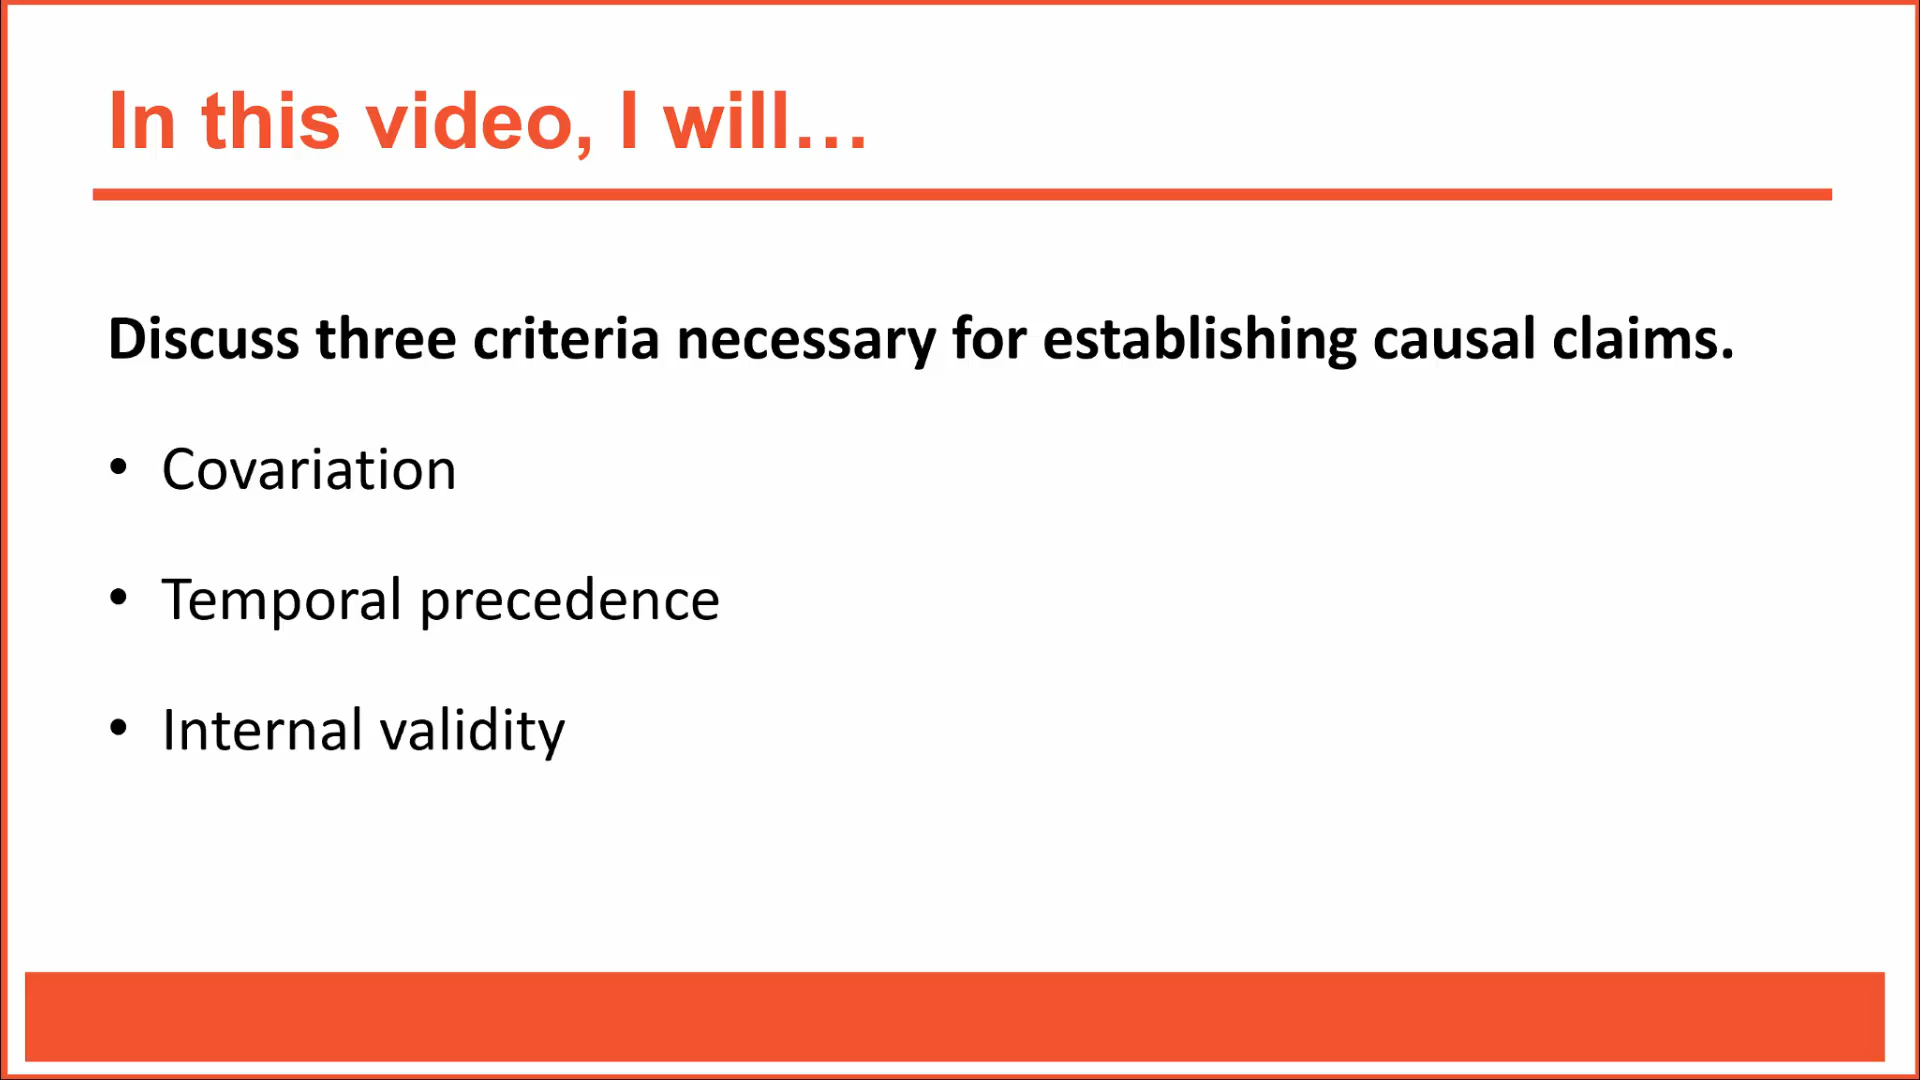 In this video, I will…
Discuss three criteria necessary for establishing causal claims.
• Covariation
• Temporal precedence
• Internal validity